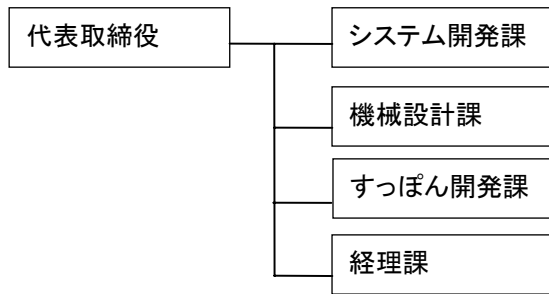 代表取締役
システム開発課
機械設計課
すっぽん開発課
経理課